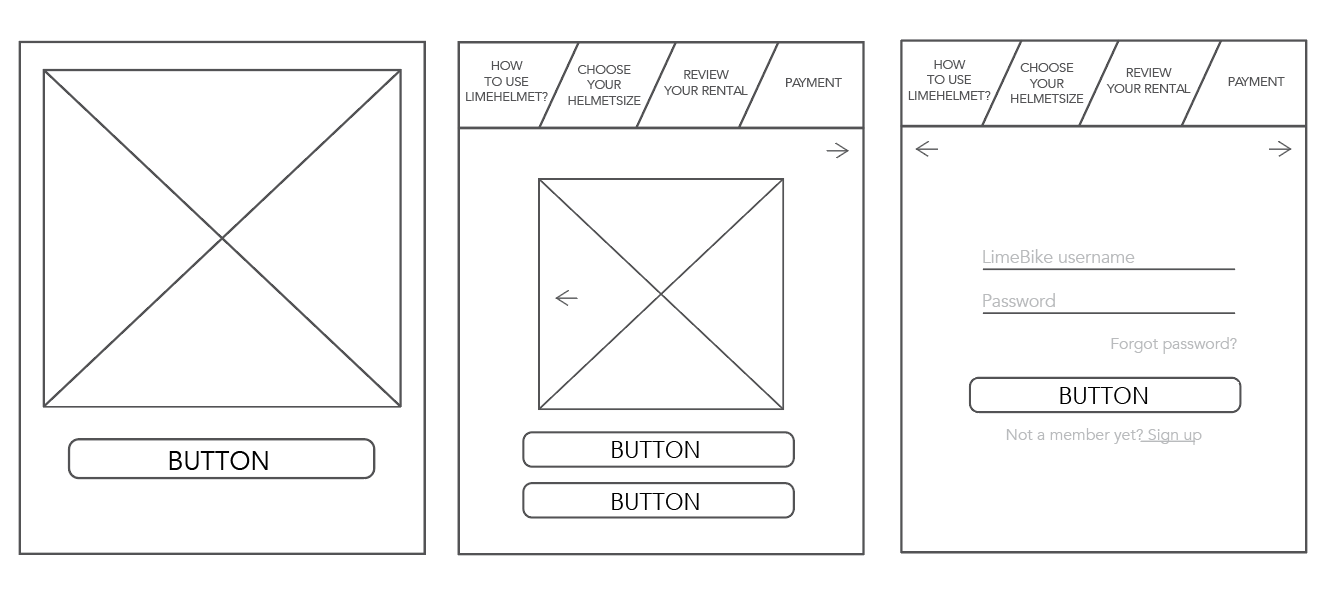 BUTTON
HOW
TO USE
LIMEHELMET?
CHOOSE
YOUR
HELMETSIZE
REVIEW
YOUR RENTAL
PAYMENT
BUTTON
BUTTON
HOW
TO USE
LIMEHELMET?
CHOOSE
YOUR
HELMETSIZE
REVIEW
YOUR RENTAL
PAYMENT
LimeBike username
Password
Forgot password?
BUTTON
Not a member yet? Sign up